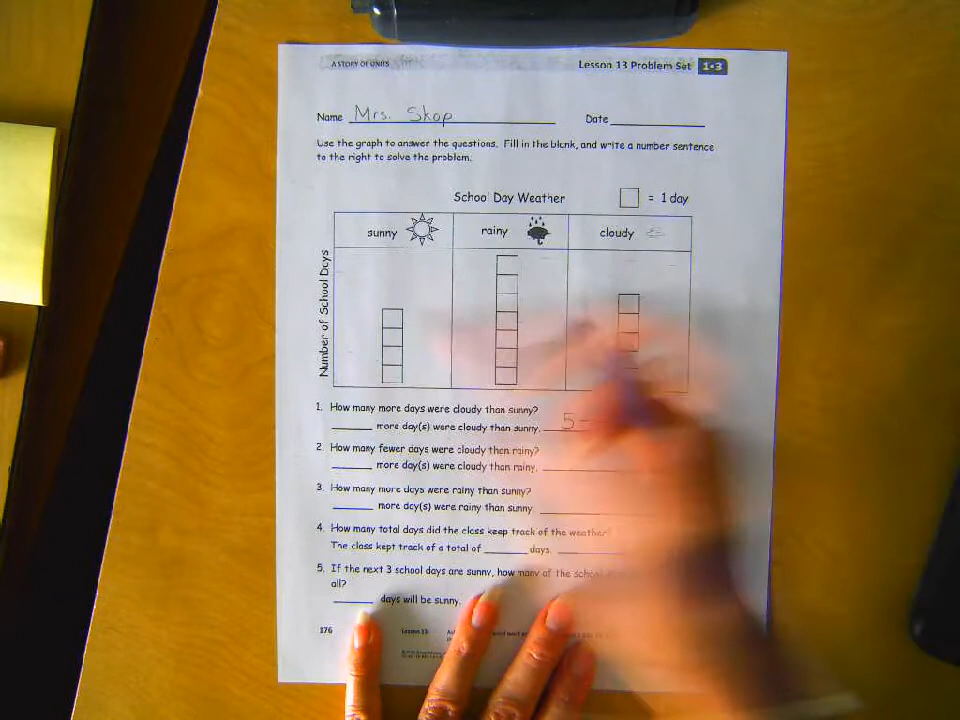 A STORY OF UNITS
Lesson 13 Problem Set 1•3
Name Mrs. Skop Date
Use the graph to answer the questions. Fill in the blank, and write a number sentence
to the right to solve the problem.
School Day Weather = 1 day
sunny rainy cloudy
Number of School Days
1. How many more days were cloudy than sunny?
more day(s) were cloudy than sunny. 5 -
2. How many fewer days were cloudy than rainy?
more day(s) were cloudy than rainy.
3. How many more days were rainy than sunny?
more day(s) were rainy than sunny.
4. How many total days did the class keep track of the weather?
The class kept track of a total of days.
5. If the next 3 school days are sunny, how many of the school
all?
days will be sunny.
176 Lesson 13: